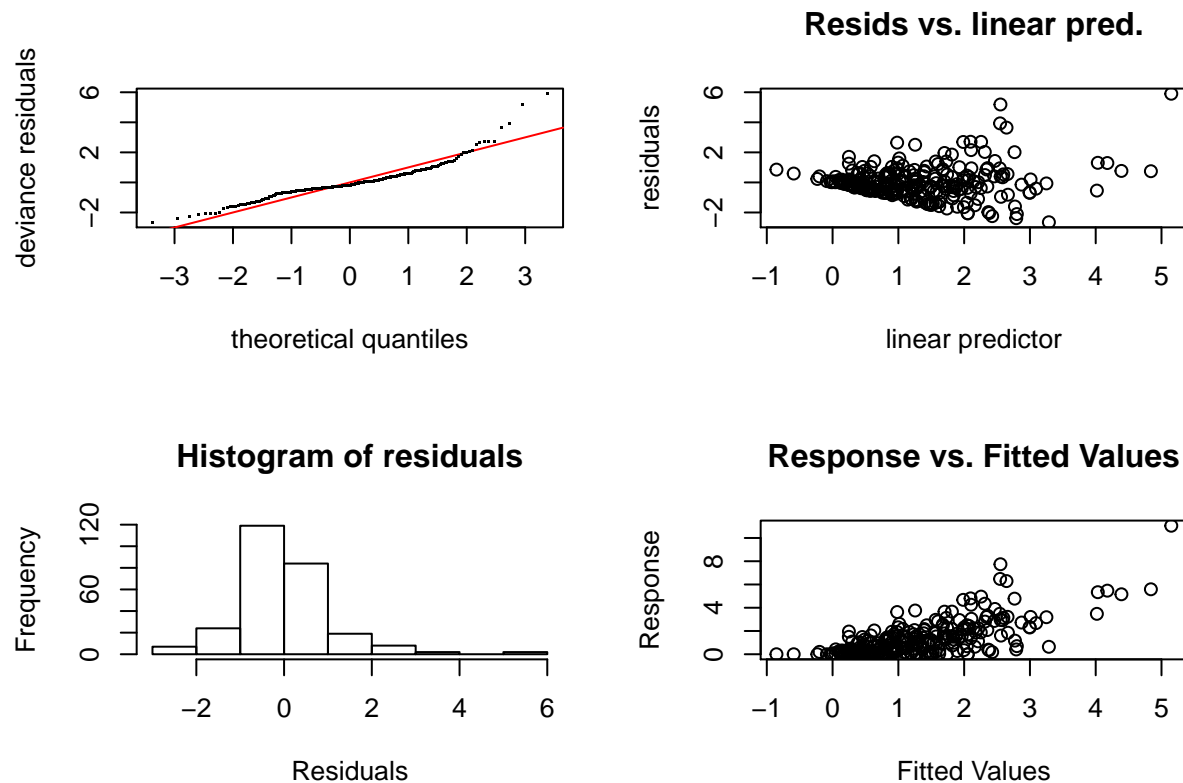 deviance residuals
−2 2 6
−3 −2 −1 0 1 2 3
theoretical quantiles
Resids vs. linear pred.
residuals
−2 2 6
−1 0 1 2 3 4 5
linear predictor
Histogram of residuals
Frequency
0 60 120
−2 0 2 4 6
Residuals
Response vs. Fitted Values
Response
0 4 8
−1 0 1 2 3 4 5
Fitted Values